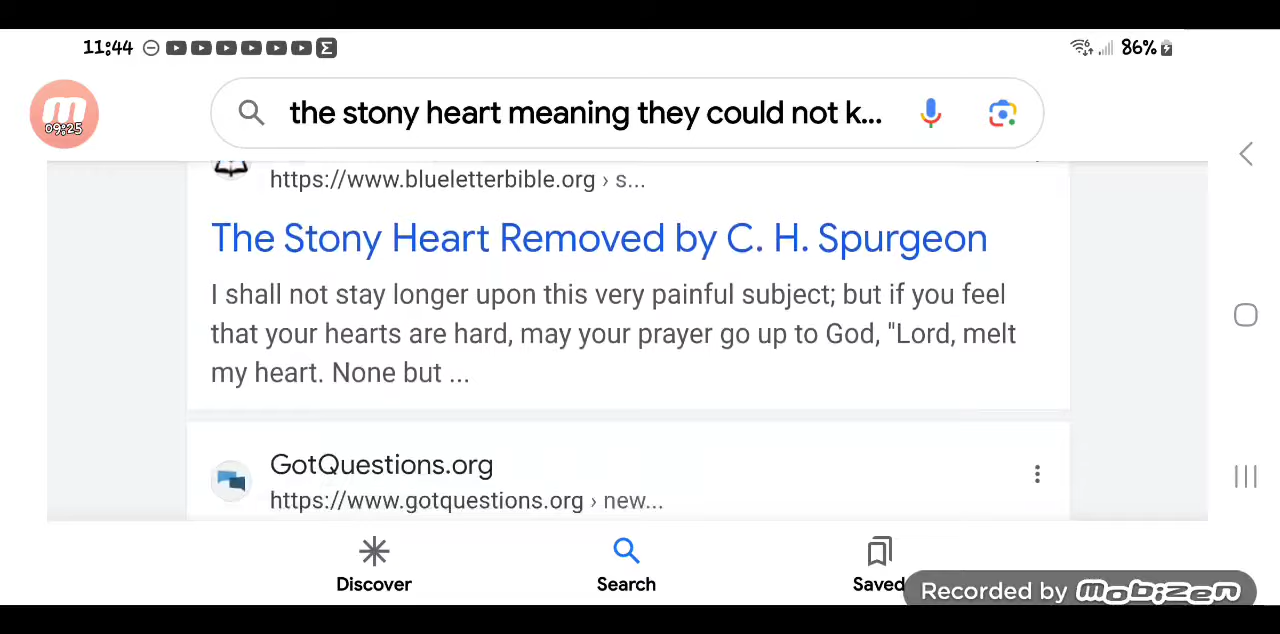 11:44
86%
09:25
the stony heart meaning they could not k...
https://www.blueletterbible.org › s...
The Stony Heart Removed by C. H. Spurgeon
I shall not stay longer upon this very painful subject; but if you feel
that your hearts are hard, may your prayer go up to God, "Lord, melt
my heart. None but ...
GotQuestions.org
https://www.gotquestions.org › new...
Discover
Search
Saved
Recorded by mobizen